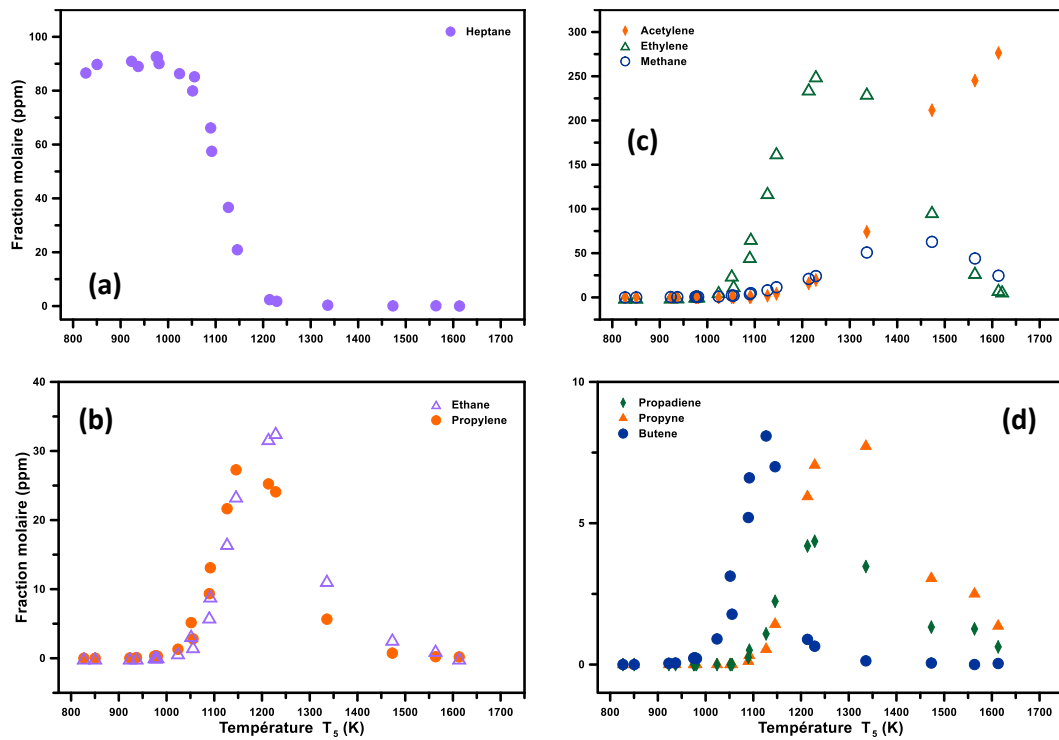 Heptane
(a)
Fraction molaire (ppm)
100
80
60
40
20
0
800 900 1000 1100 1200 1300 1400 1500 1600 1700
Acetylene
Ethylene
Methane
(c)
300
250
200
150
100
50
0
800 900 1000 1100 1200 1300 1400 1500 1600 1700
(b)
Ethane
Propylene
Fraction molaire (ppm)
40
30
20
10
0
800 900 1000 1100 1200 1300 1400 1500 1600 1700
Température T5 (K)
Propadiene
Propyne
Butene
(d)
10
5
0
800 900 1000 1100 1200 1300 1400 1500 1600 1700
Température T5 (K)